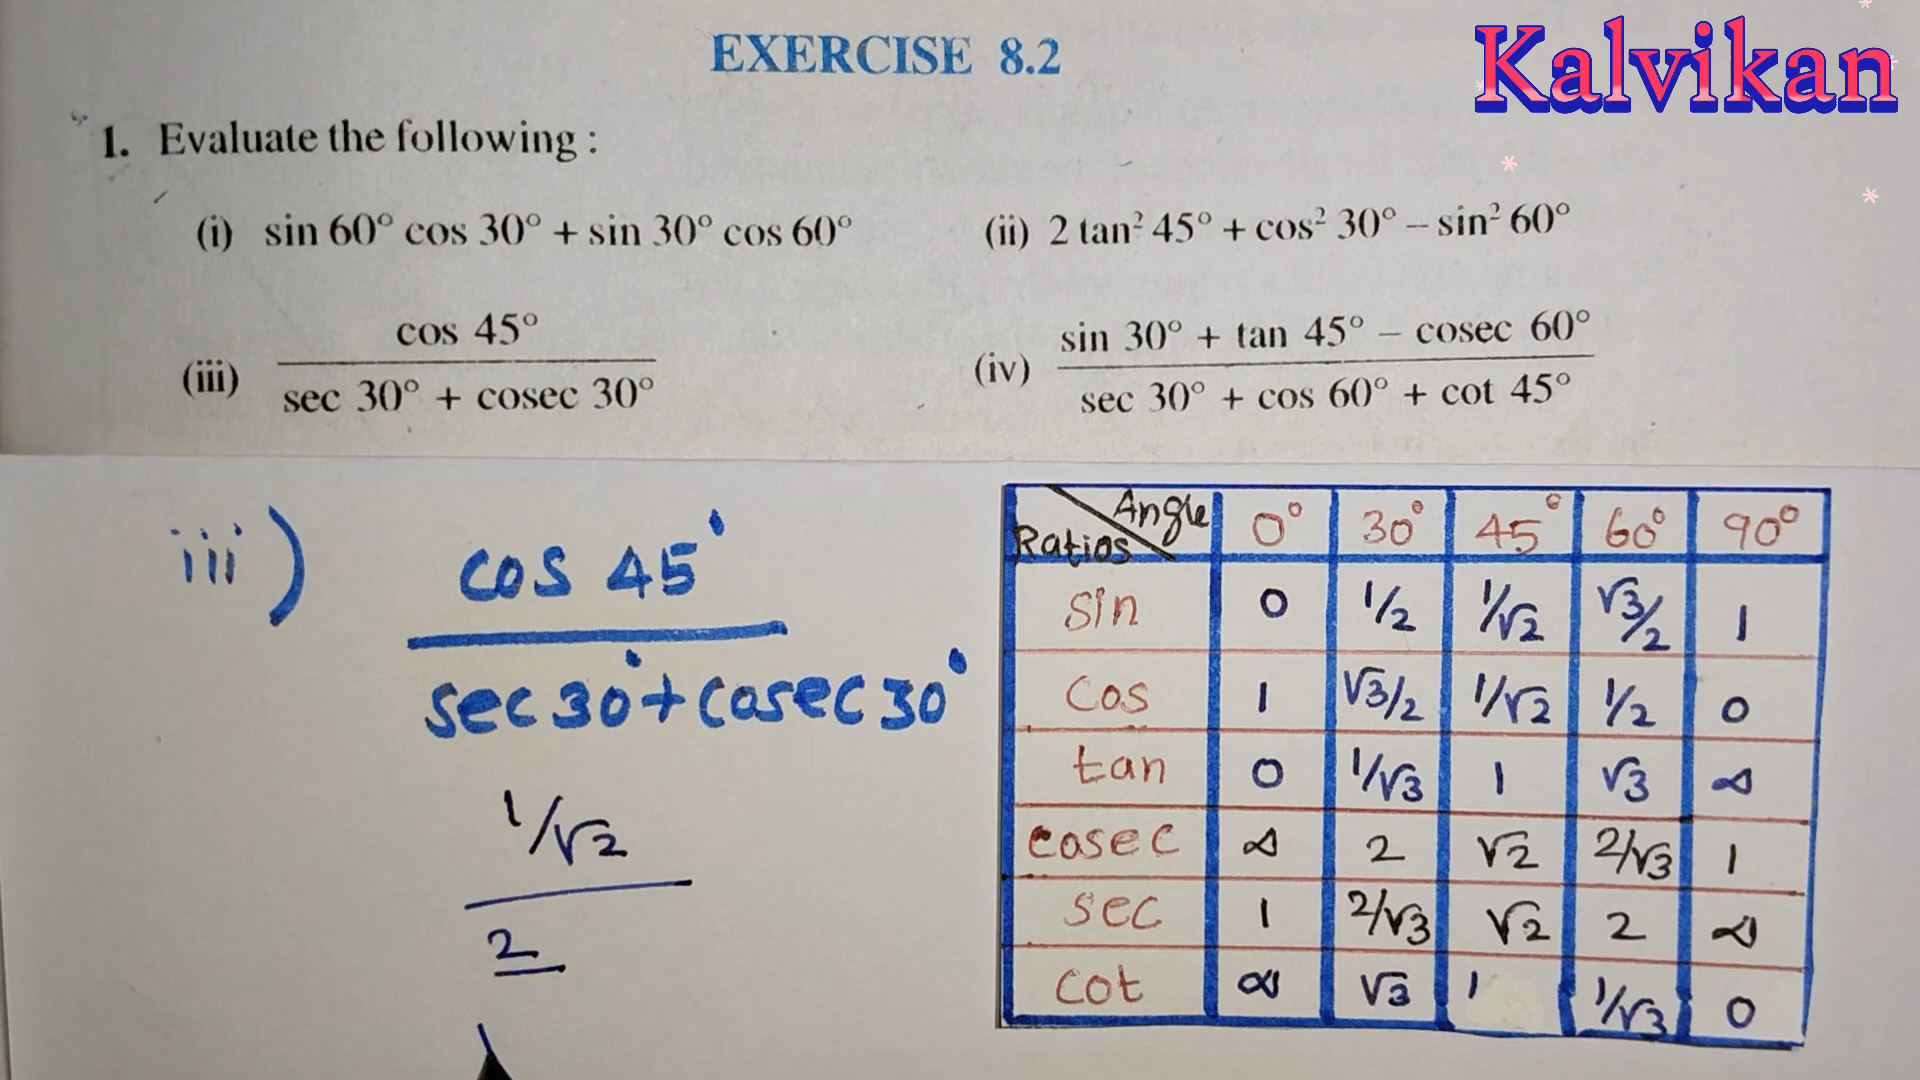 EXERCISE 8.2
Kalvikan
1. Evaluate the following :
(i) sin 60° cos 30° + sin 30° cos 60°
(ii) 2 tan² 45° + cos² 30° – sin² 60°
(iii) cos 45°
sec 30° + cosec 30°
(iv) sin 30° + tan 45° – cosec 60°
sec 30° + cos 60° + cot 45°
iii) cos 45°
sec 30° + cosec 30°
1/√2
2
Angle
Ratios 0° 30° 45° 60° 90°
sin 0 1/2 1/√2 √3/2 1
cos 1 √3/2 1/√2 1/2 0
tan 0 1/√3 1 √3 ∞
cosec ∞ 2 √2 2/√3 1
sec 1 2/√3 √2 2 ∞
cot ∞ √3 1 1/√3 0